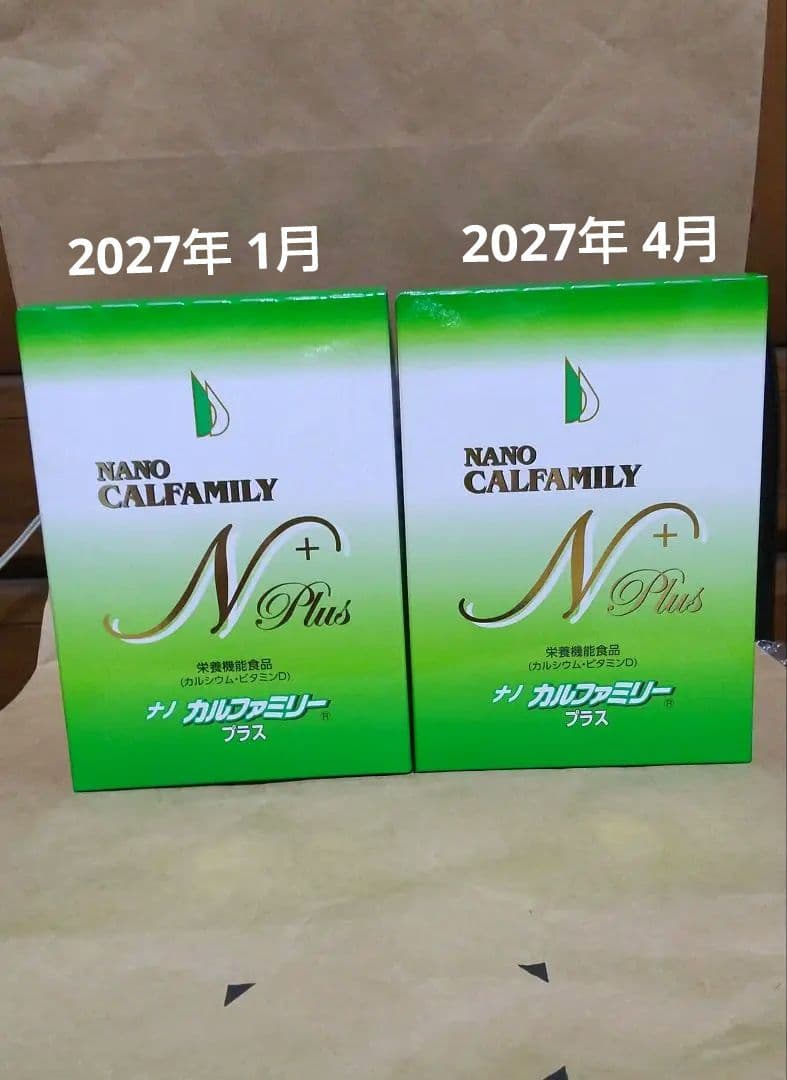 2027年 1月
NANO
CALFAMILY
N+
Plus
栄養機能食品
(カルシウム・ビタミンD)
ナノ カルファミリー®
プラス
2027年 4月
NANO
CALFAMILY
N+
Plus
栄養機能食品
(カルシウム・ビタミンD)
ナノ カルファミリー®
プラス